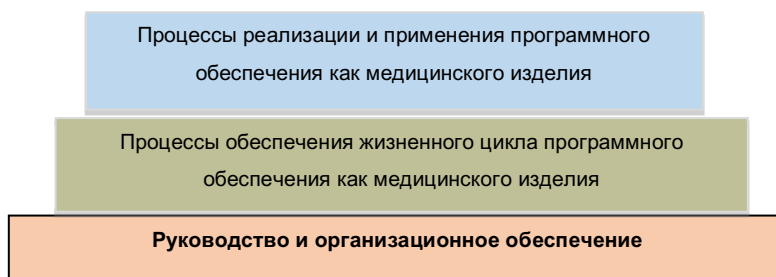 Процессы реализации и применения программного
обеспечения как медицинского изделия
Процессы обеспечения жизненного цикла программного
обеспечения как медицинского изделия
Руководство и организационное обеспечение